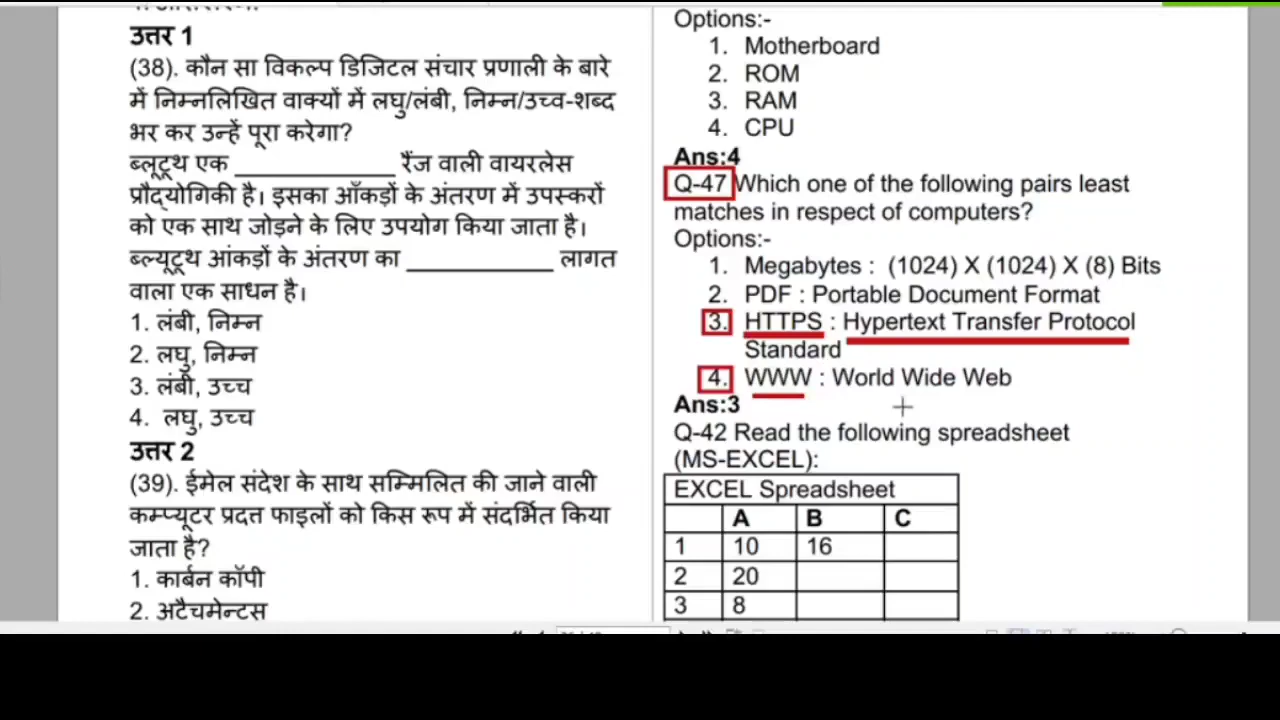 उत्तर 1
(38). कौन सा विकल्प डिजिटल संचार प्रणाली के बारे
में निम्नलिखित वाक्यों में लघु/लंबी, निम्न/उच्च-शब्द
भर कर उन्हें पूरा करेगा?
ब्लूटूथ एक ______________ रैंज वाली वायरलेस
प्रौद्योगिकी है। इसका आँकड़ों के अंतरण में उपस्करों
को एक साथ जोड़ने के लिए उपयोग किया जाता है।
ब्ल्यूटूथ आंकड़ों के अंतरण का _____________ लागत
वाला एक साधन है।
1. लंबी, निम्न
2. लघु, निम्न
3. लंबी, उच्च
4. लघु, उच्च
उत्तर 2
(39). ईमेल संदेश के साथ सम्मिलित की जाने वाली
कम्प्यूटर प्रदत्त फाइलों को किस रूप में संदर्भित किया
जाता है?
1. कार्बन कॉपी
2. अटैचमेन्टस
Options:-
1. Motherboard
2. ROM
3. RAM
4. CPU
Ans:4
Q-47 Which one of the following pairs least
matches in respect of computers?
Options:-
1. Megabytes : (1024) X (1024) X (8) Bits
2. PDF : Portable Document Format
3. HTTPS : Hypertext Transfer Protocol
Standard
4. WWW : World Wide Web
Ans:3
Q-42 Read the following spreadsheet
(MS-EXCEL):
EXCEL Spreadsheet
A B C
1 10 16
2 20
3 8